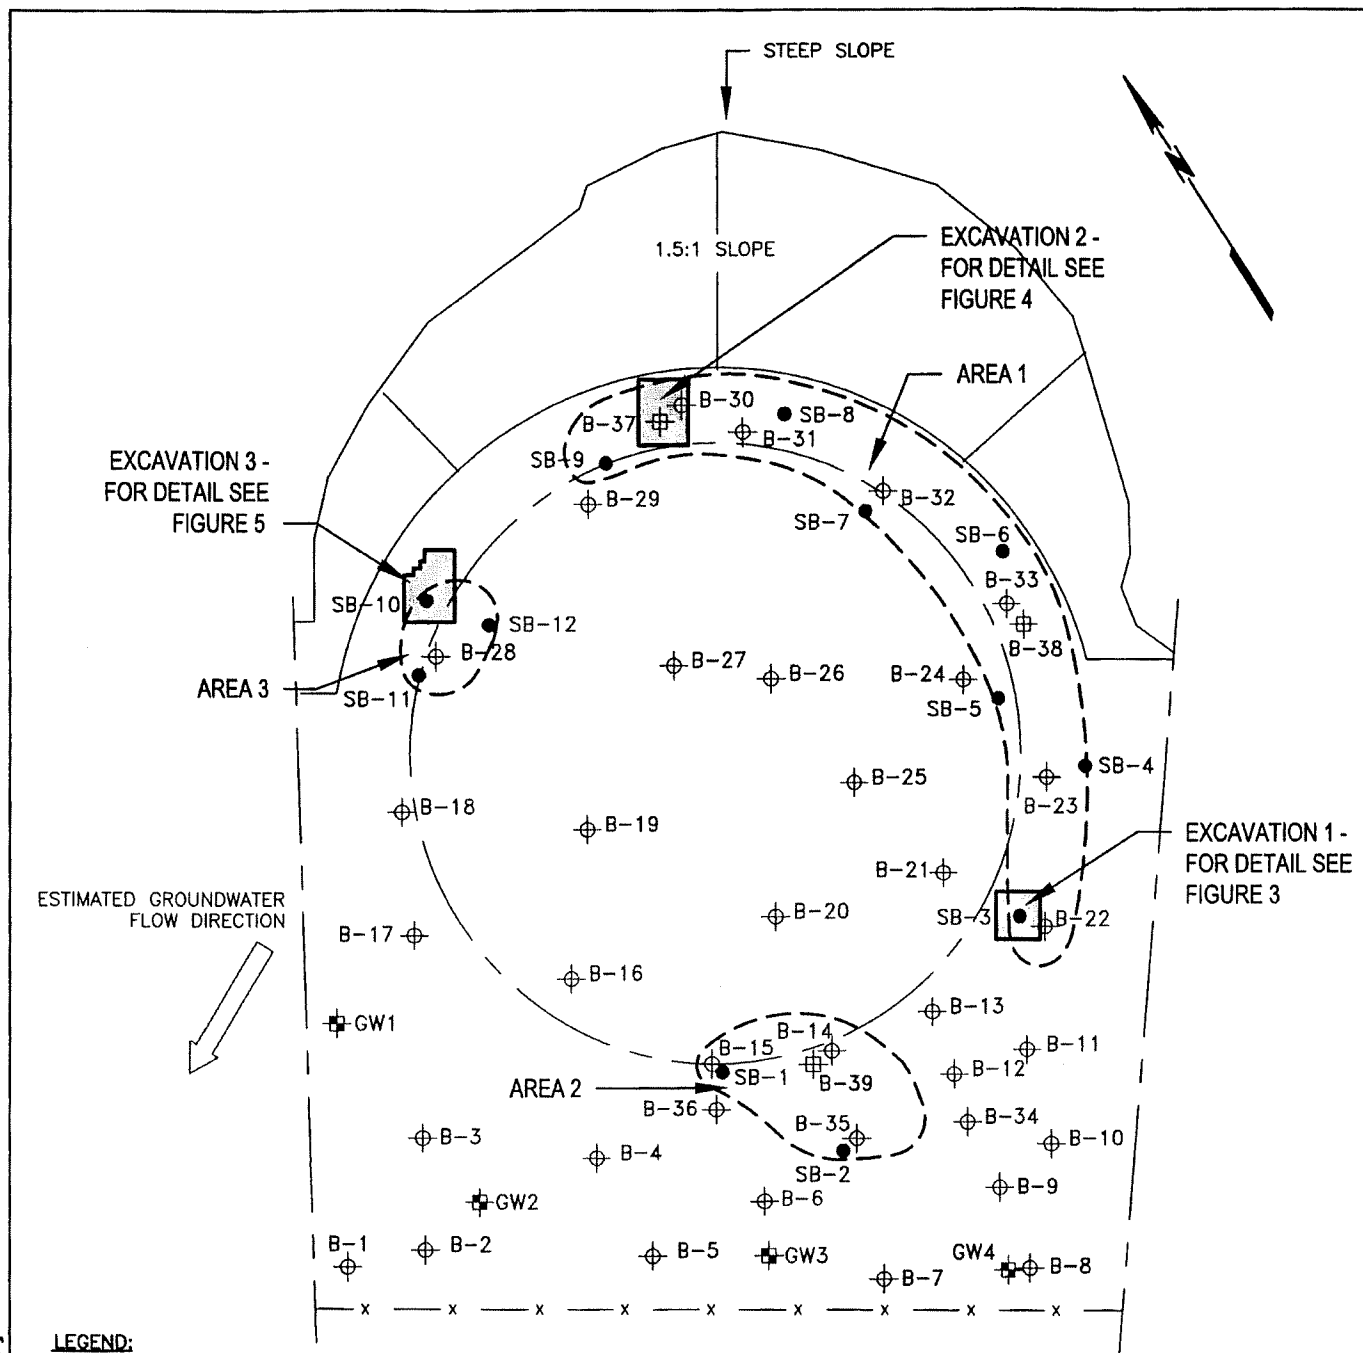 STEEP SLOPE
1.5:1 SLOPE
EXCAVATION 2 -
FOR DETAIL SEE
FIGURE 4
AREA 1
B-30
SB-8
B-37
B-31
EXCAVATION 3 -
FOR DETAIL SEE
FIGURE 5
SB-9
B-32
B-29
SB-7
SB-6
B-33
SB-10
SB-12
B-38
B-28
B-27
B-26
B-24
AREA 3
SB-11
SB-5
SB-4
B-25
B-23
B-18
B-19
EXCAVATION 1 -
FOR DETAIL SEE
FIGURE 3
B-21
ESTIMATED GROUNDWATER
FLOW DIRECTION
B-20
SB-3
B-22
B-17
B-16
B-13
GW1
B-14
B-15
B-11
SB-1
B-39
B-12
AREA 2
B-36
B-34
B-35
B-3
B-10
B-4
SB-2
B-9
B-6
GW2
B-1
B-2
B-5
GW3
GW4
B-8
B-7
x x x x x x x x x
LEGEND: